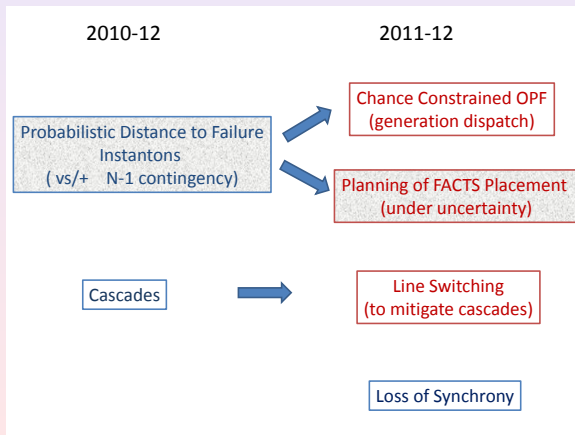 2010-12
2011-12
Probabilistic Distance to Failure
Instantons
( vs/+ N-1 contingency)
Chance Constrained OPF
(generation dispatch)
Planning of FACTS Placement
(under uncertainty)
Cascades
Line Switching
(to mitigate cascades)
Loss of Synchrony